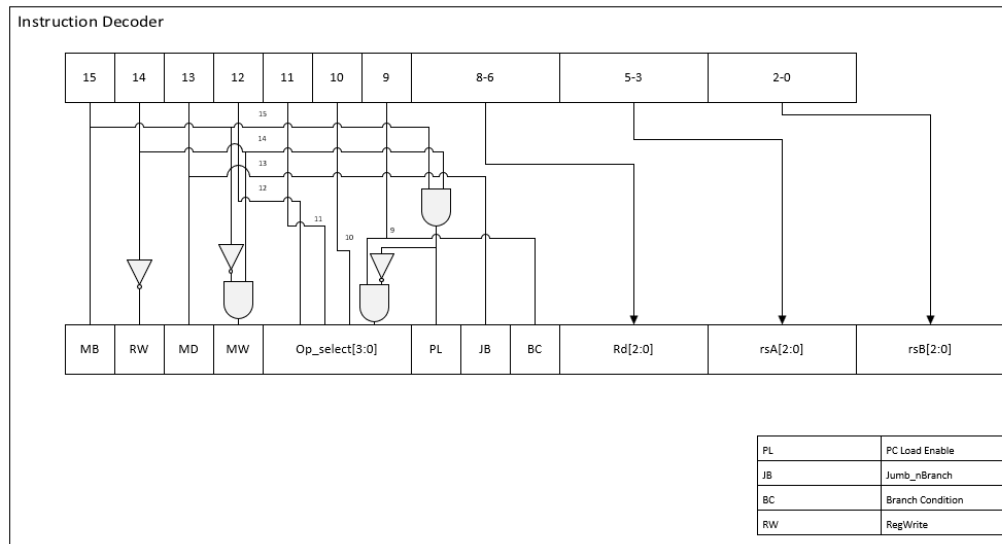 Instruction Decoder
15 14 13 12 11 10 9 8-6 5-3 2-0
15
14
13
12
11
10 9
MB RW MD MW Op_select[3:0] PL JB BC Rd[2:0] rsA[2:0] rsB[2:0]
PL PC Load Enable
JB Jumb_nBranch
BC Branch Condition
RW RegWrite